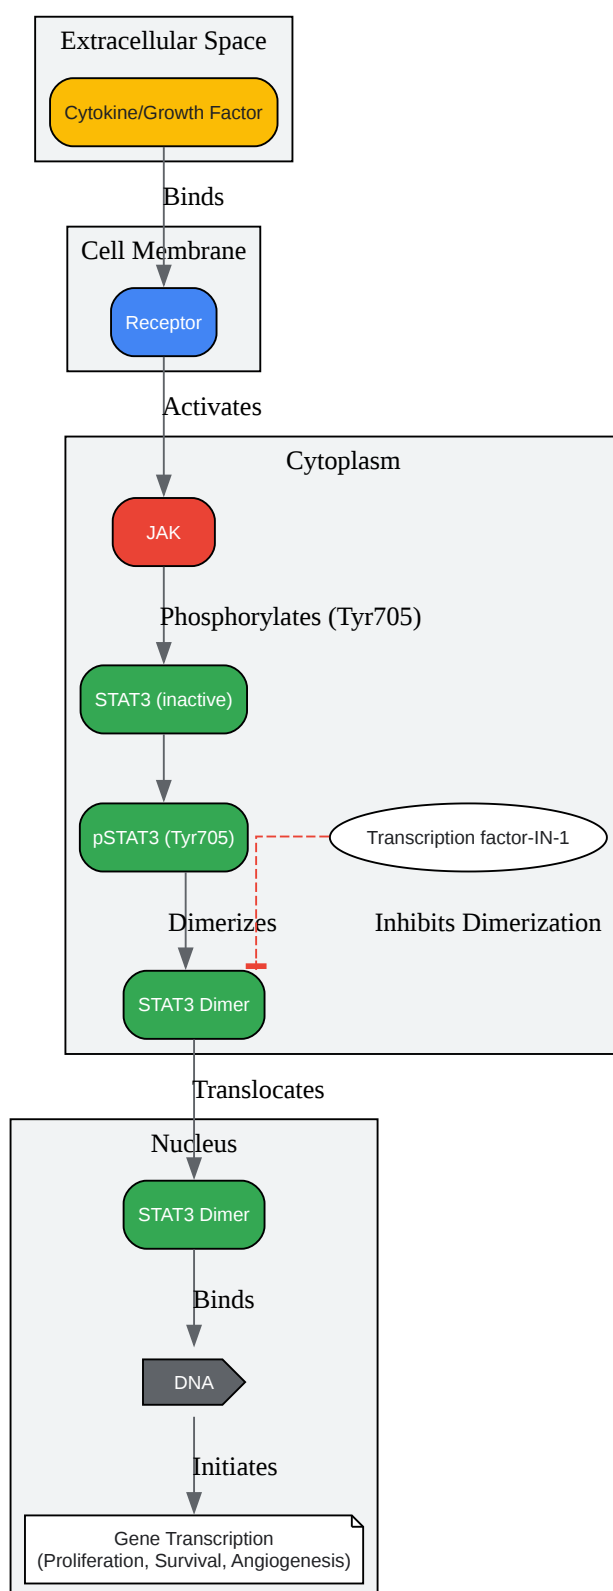 Extracellular Space
Cytokine/Growth Factor
Binds
Cell Membrane
Receptor
Activates
Cytoplasm
JAK
Phosphorylates (Tyr705)
STAT3 (inactive)
pSTAT3 (Tyr705)
Transcription factor-IN-1
Dimerizes
Inhibits Dimerization
STAT3 Dimer
Translocates
Nucleus
STAT3 Dimer
Binds
DNA
Initiates
Gene Transcription
(Proliferation, Survival, Angiogenesis)